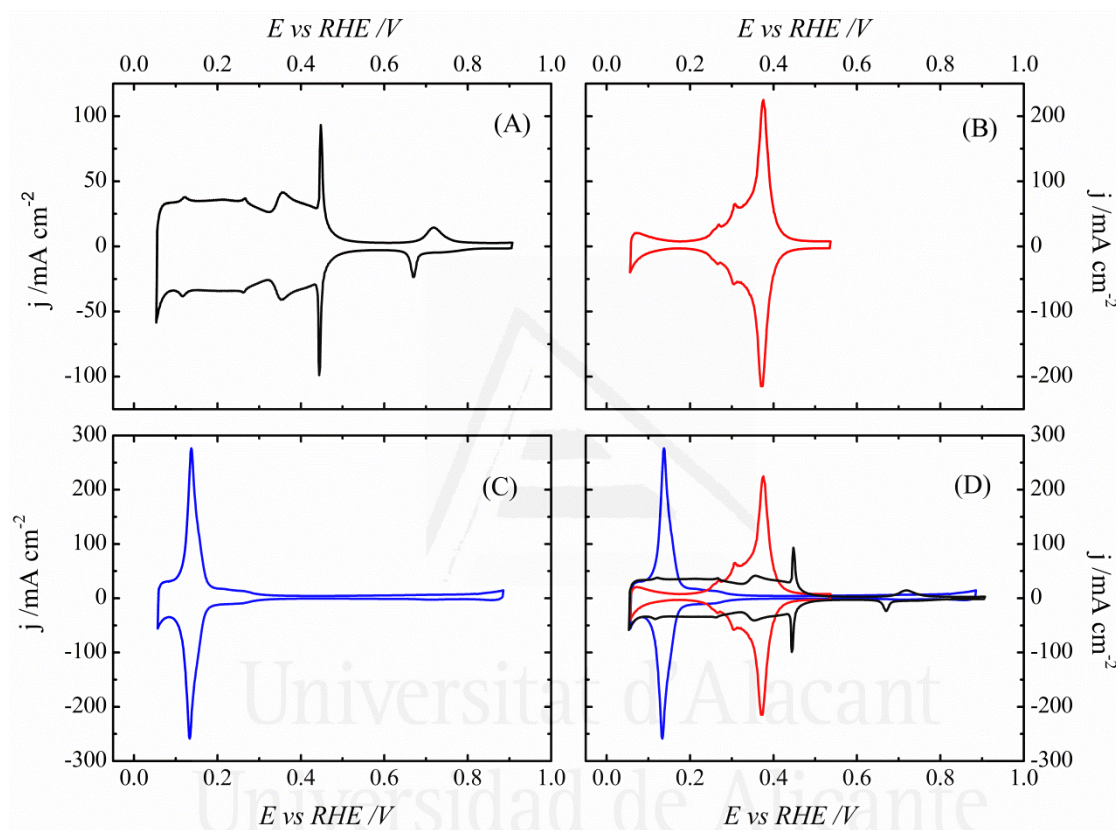 E vs RHE /V
E vs RHE /V
0.0 0.2 0.4 0.6 0.8 1.0
0.0 0.2 0.4 0.6 0.8 1.0
100
50
0
-50
-100
j /mA cm-2
(A)
(B)
200
100
0
-100
-200
j /mA cm-2
300
200
100
0
-100
-200
-300
j /mA cm-2
(C)
(D)
300
200
100
0
-100
-200
-300
j /mA cm-2
Universitat d'Alacant
0.0 0.2 0.4 0.6 0.8 1.0
0.0 0.2 0.4 0.6 0.8 1.0
Universidad de Alicante
E vs RHE /V
E vs RHE /V